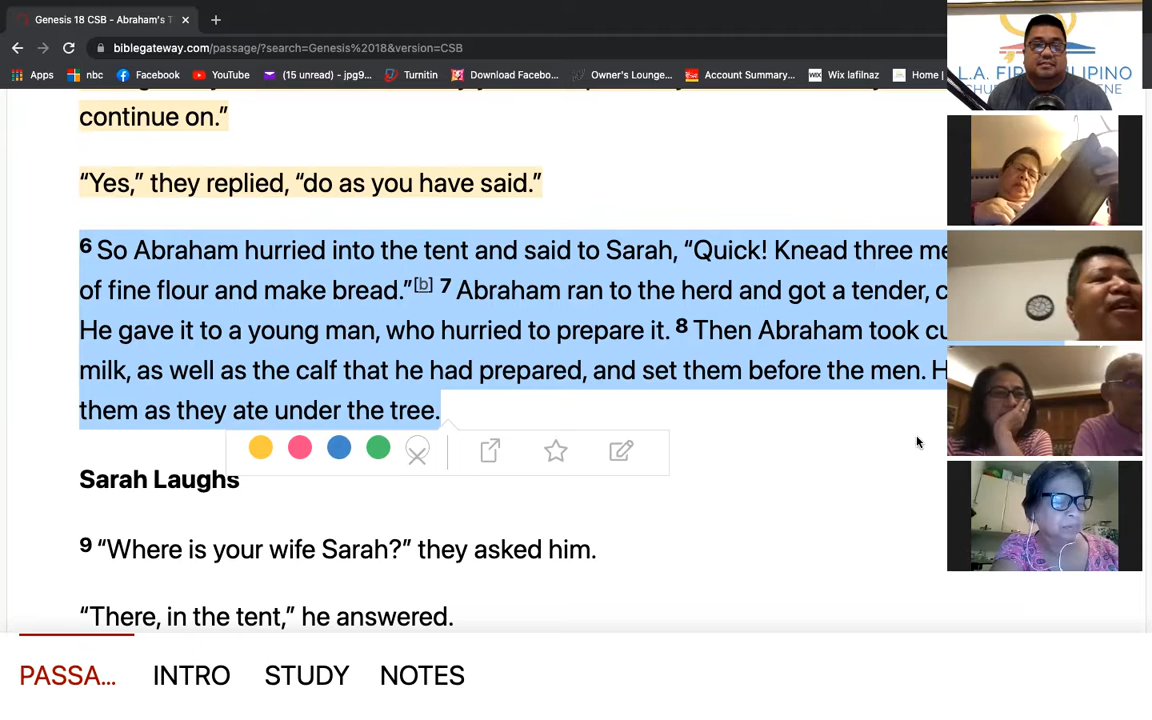 Genesis 18 CSB - Abraham's T
biblegateway.com/passage/?search=Genesis%2018&version=CSB
Apps nbc Facebook YouTube (15 unread) - jpg9... Turnitin Download Facebo... Owner's Lounge... Account Summary... WIX Wix lafilnaz Home |
L.A. FIR LIPINO
continue on.”
“Yes,” they replied, “do as you have said.”
6 So Abraham hurried into the tent and said to Sarah, “Quick! Knead three me
of fine flour and make bread.”[b] 7 Abraham ran to the herd and got a tender, c
He gave it to a young man, who hurried to prepare it. 8 Then Abraham took cu
milk, as well as the calf that he had prepared, and set them before the men. H
them as they ate under the tree.
Sarah Laughs
9 “Where is your wife Sarah?” they asked him.
“There, in the tent,” he answered.
PASSA... INTRO STUDY NOTES